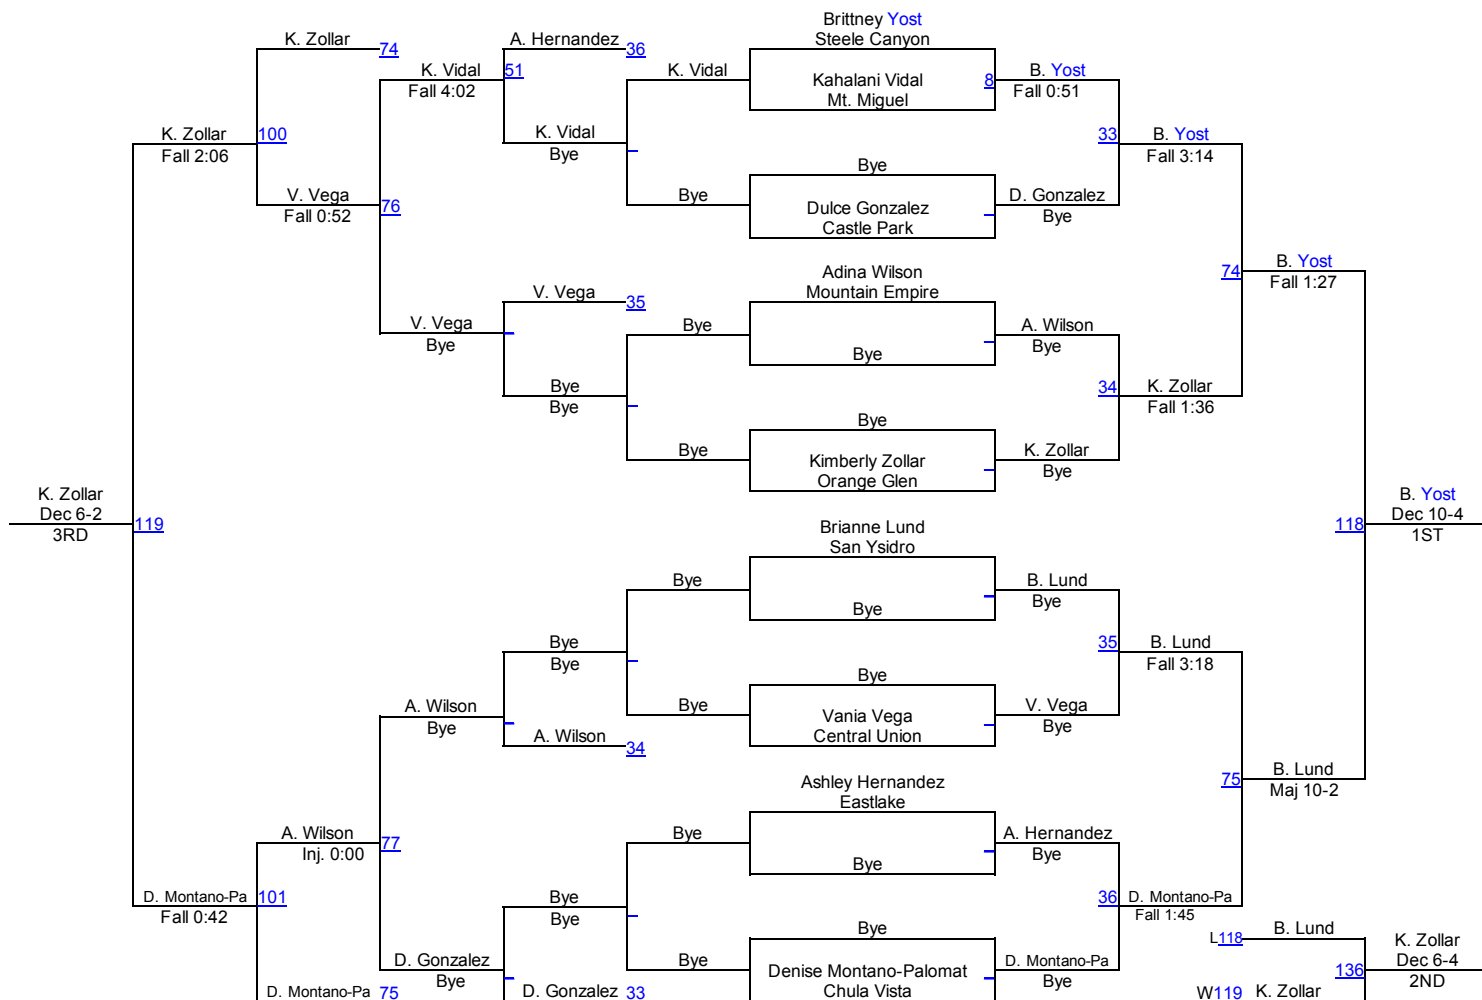 Brittney Yost
K. Zollar
A. Hernandez
Steele Canyon
74
36
K. Vidal
51
K. Vidal
Kahalani Vidal
8
B. Yost
Fall 4:02
Mt. Miguel
Fall 0:51
K. Zollar
100
K. Vidal
33
B. Yost
Fall 2:06
Bye
Fall 3:14
Bye
V. Vega
Bye
D. Gonzalez
Fall 0:52
76
Dulce Gonzalez
Bye
Castle Park
Adina Wilson
74
B. Yost
V. Vega
35
Mountain Empire
Fall 1:27
V. Vega
Bye
A. Wilson
Bye
Bye
Bye
Bye
34
K. Zollar
Bye
Fall 1:36
Bye
Bye
Kimberly Zollar
K. Zollar
Orange Glen
Bye
K. Zollar
B. Yost
Dec 6-2
119
Brianne Lund
118
Dec 10-4
3RD
San Ysidro
1ST
Bye
B. Lund
Bye
Bye
Bye
35
B. Lund
Bye
Fall 3:18
Bye
A. Wilson
Bye
Vania Vega
V. Vega
Bye
Central Union
Bye
A. Wilson
34
Ashley Hernandez
75
B. Lund
Eastlake
Maj 10-2
A. Wilson
77
Bye
A. Hernandez
Inj. 0:00
Bye
Bye
D. Montano-Pa
101
Bye
36
D. Montano-Pa
Fall 0:42
Bye
Fall 1:45
Bye
L118
B. Lund
K. Zollar
D. Gonzalez
Bye
Denise Montano-Palomat
D. Montano-Pa
136
Dec 6-4
Bye
Bye
2ND
D. Montano-Pa
75
D. Gonzalez
33
Chula Vista
W119
K. Zollar